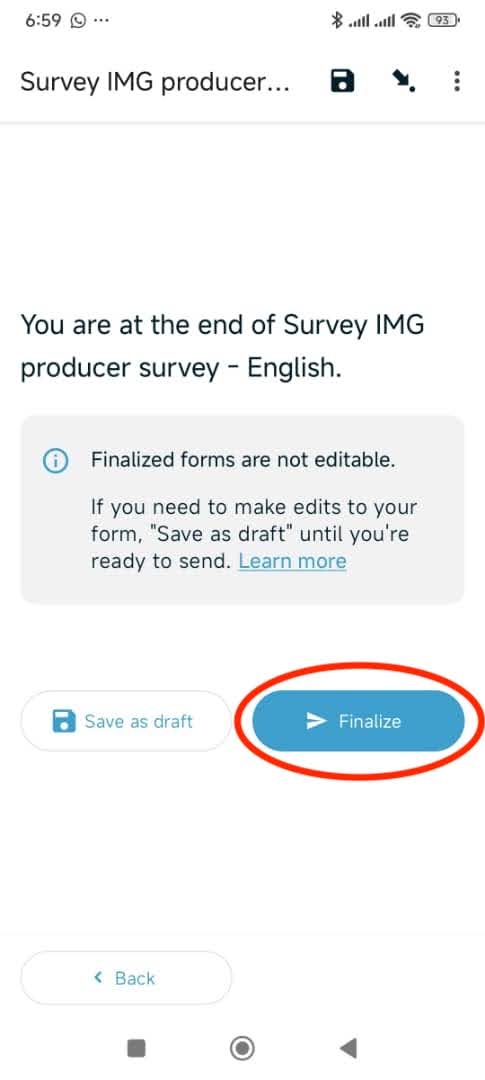 6:59 ...
93
Survey IMG producer...
You are at the end of Survey IMG
producer survey - English.
Finalized forms are not editable.
If you need to make edits to your
form, "Save as draft" until you're
ready to send. Learn more
Save as draft
Finalize
Back